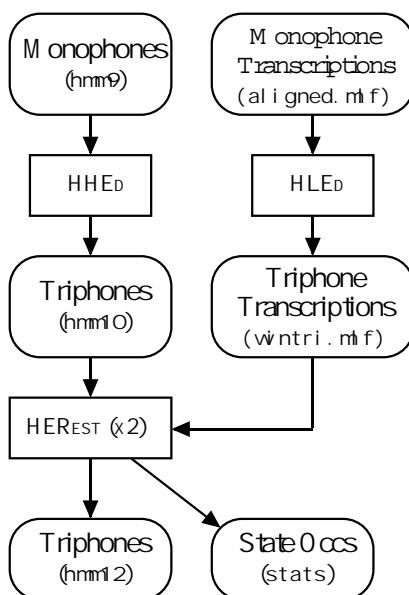 Monophones
(hmm9)
Monophone
Transcriptions
(aligned.mlf)
HHED
HLED
Triphones
(hmm10)
Triphone
Transcriptions
(wintri.mlf)
HEREST (x2)
Triphones
(hmm12)
State Occs
(stats)